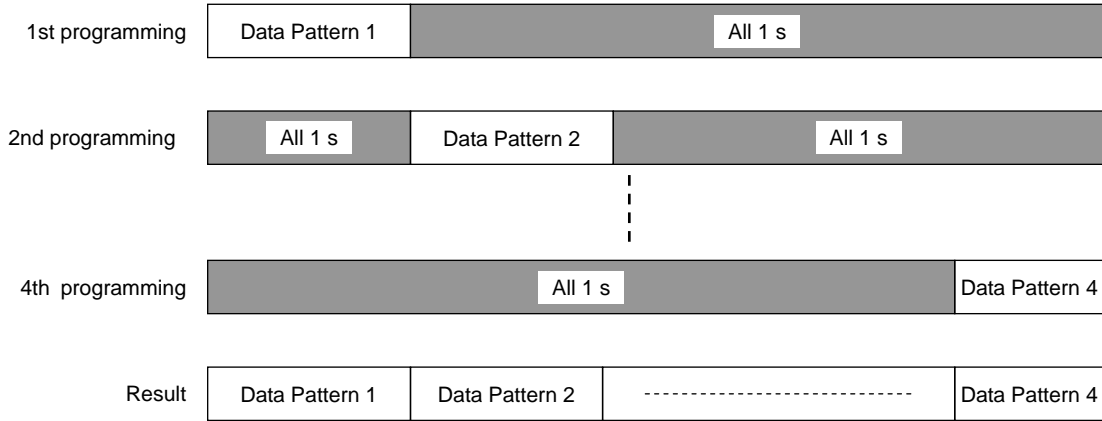 1st programming Data Pattern 1 All 1 s
2nd programming All 1 s Data Pattern 2 All 1 s
4th programming All 1 s Data Pattern 4
Result Data Pattern 1 Data Pattern 2 Data Pattern 4